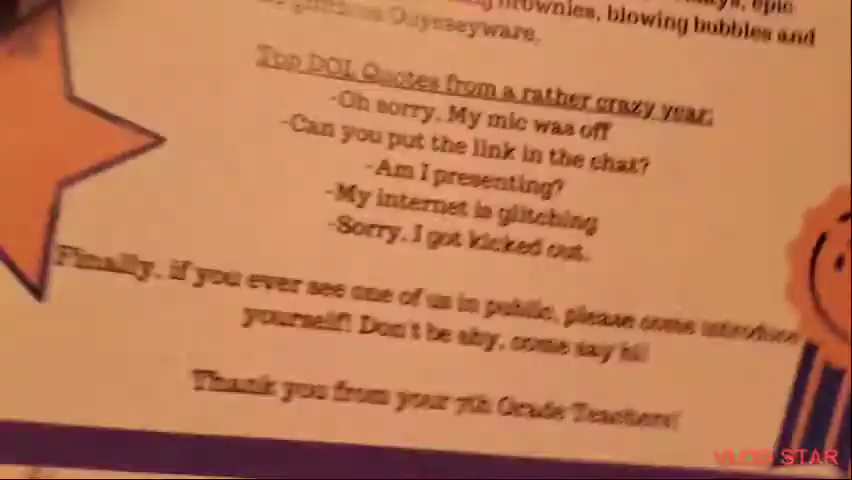 epic
brownies, blowing bubbles and
Odysseyware.
Top DOL Quotes from a rather crazy year:
-Oh sorry. My mic was off
-Can you put the link in the chat?
-Am I presenting?
-My internet is glitching
-Sorry, I got kicked out.
Finally, if you ever see one of us in public, please come introduce
yourself! Don't be shy, come say hi!
Thank you from your 7th Grade Teachers!
VLOG STAR